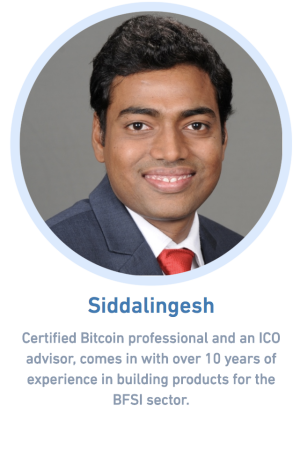 Siddalingesh
Certified Bitcoin professional and an ICO
advisor, comes in with over 10 years of
experience in building products for the
BFSI sector.